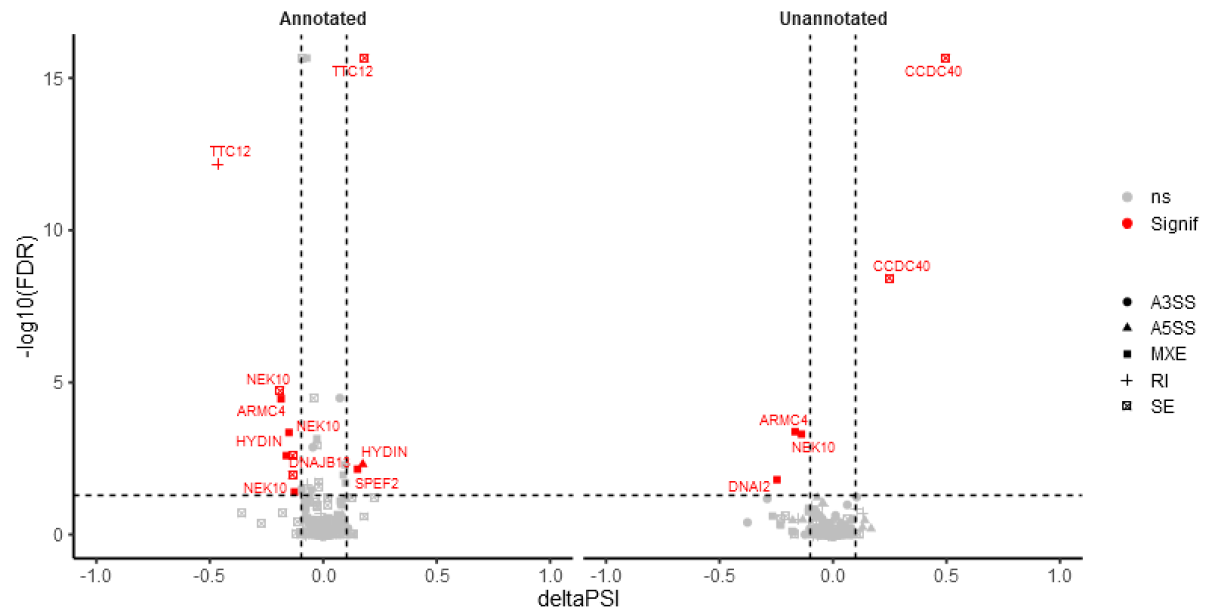 Annotated
Unannotated
-log10(FDR)
15
10
5
0
TTC12
TTC12
NEK10
ARMC4
NEK10
HYDIN
DNAJB13
NEK10
HYDIN
SPEF2
CCDC40
CCDC40
ARMC4
NEK10
DNAI2
-1.0 -0.5 0.0 0.5 1.0
-1.0 -0.5 0.0 0.5 1.0
deltaPSI
ns
Signif
A3SS
A5SS
MXE
RI
SE